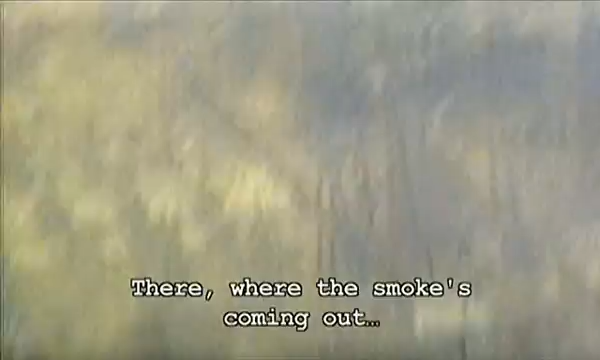 There, where the smoke's
coming out…